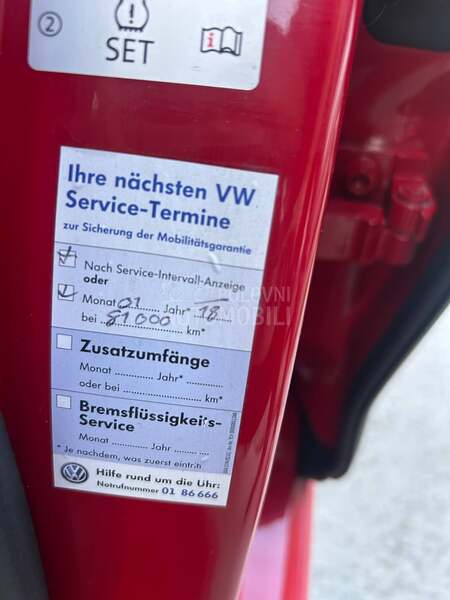 ②
SET
Ihre nächsten VW
Service-Termine
zur Sicherung der Mobilitätsgarantie
Nach Service-Intervall-Anzeige
oder
Monat 01 Jahr* 18
bei 81000 km*
POLOVNI
AUTOMOBILI
Zusatzumfänge
Monat ............ Jahr* ............
oder bei .................... km*
Bremsflüssigkeits-
Service
Monat ............ Jahr ........
* Je nachdem, was zuerst eintritt
Hilfe rund um die Uhr:
Notrufnummer 01 86 666